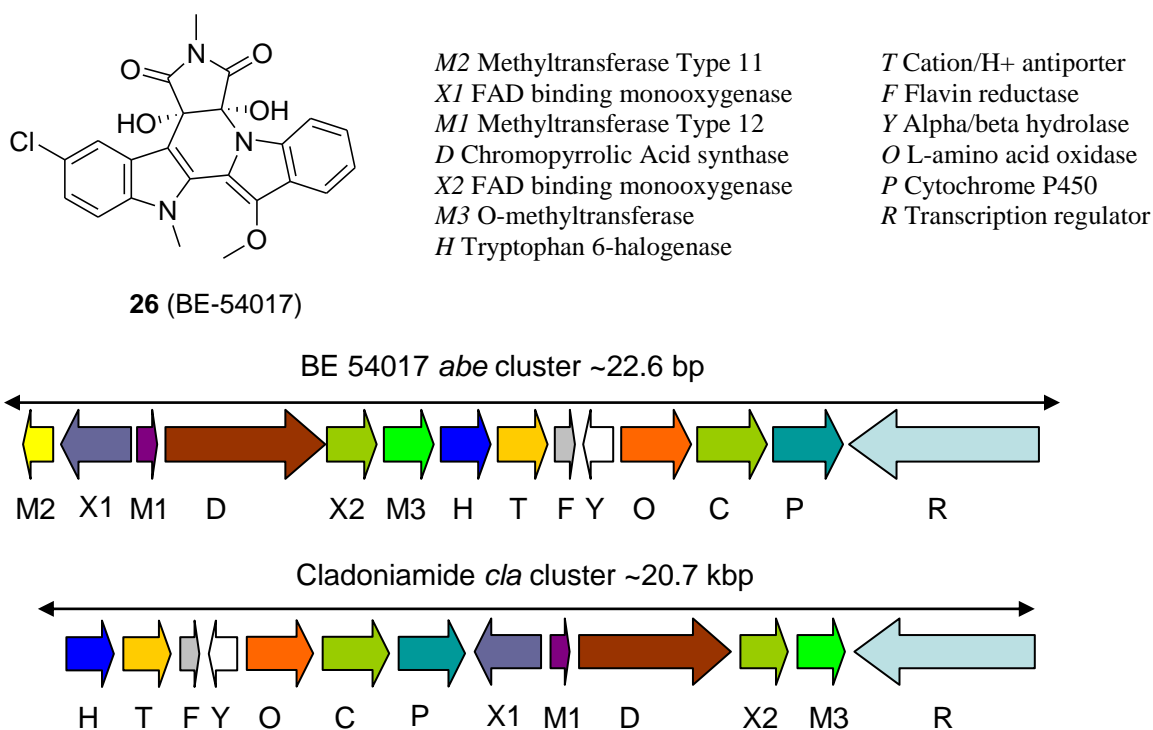 N
O
O
HO
OH
Cl
N
N
O
26 (BE-54017)
M2 Methyltransferase Type 11
X1 FAD binding monooxygenase
M1 Methyltransferase Type 12
D Chromopyrrolic Acid synthase
X2 FAD binding monooxygenase
M3 O-methyltransferase
H Tryptophan 6-halogenase
T Cation/H+ antiporter
F Flavin reductase
Y Alpha/beta hydrolase
O L-amino acid oxidase
P Cytochrome P450
R Transcription regulator
BE 54017 abe cluster ~22.6 bp
M2 X1 M1 D X2 M3 H T F Y O C P R
Cladoniamide cla cluster ~20.7 kbp
H T F Y O C P X1 M1 D X2 M3 R